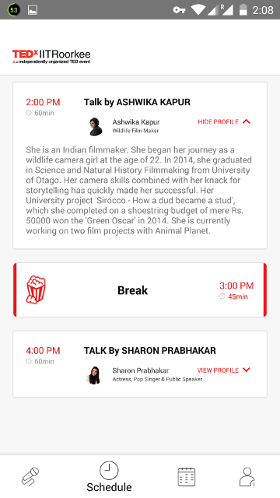 53
2:08
TEDx IITRoorkee
x = independently organized TED event
2:00 PM
Talk by ASHWIKA KAPUR
60min
Ashwika Kapur
Wildlife Film Maker
HIDE PROFILE
She is an Indian filmmaker. She began her journey as a
wildlife camera girl at the age of 22. In 2014, she graduated
in Science and Natural History Filmmaking from University
of Otago. Her camera skills combined with her knack for
storytelling has quickly made her successful. Her
University project 'Sirocco - How a dud became a stud',
which she completed on a shoestring budget of mere Rs.
50000 won the 'Green Oscar' in 2014. She is currently
working on two film projects with Animal Planet.
Break
3:00 PM
45min
4:00 PM
TALK By SHARON PRABHAKAR
60min
Sharon Prabhakar
Actress, Pop Singer & Public Speaker
VIEW PROFILE
Schedule